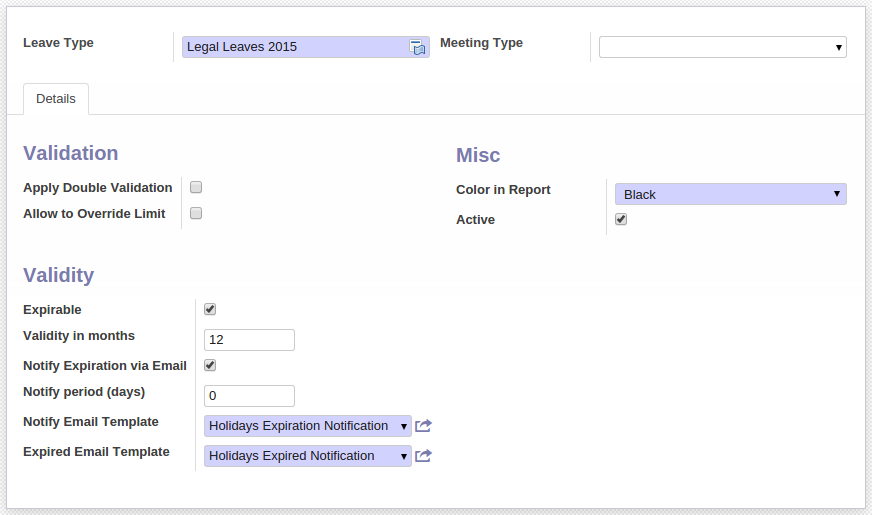 Leave Type
Legal Leaves 2015
Meeting Type
Details
Validation
Apply Double Validation
Allow to Override Limit
Misc
Color in Report
Black
Active
Validity
Expirable
Validity in months
12
Notify Expiration via Email
Notify period (days)
0
Notify Email Template
Holidays Expiration Notification
Expired Email Template
Holidays Expired Notification